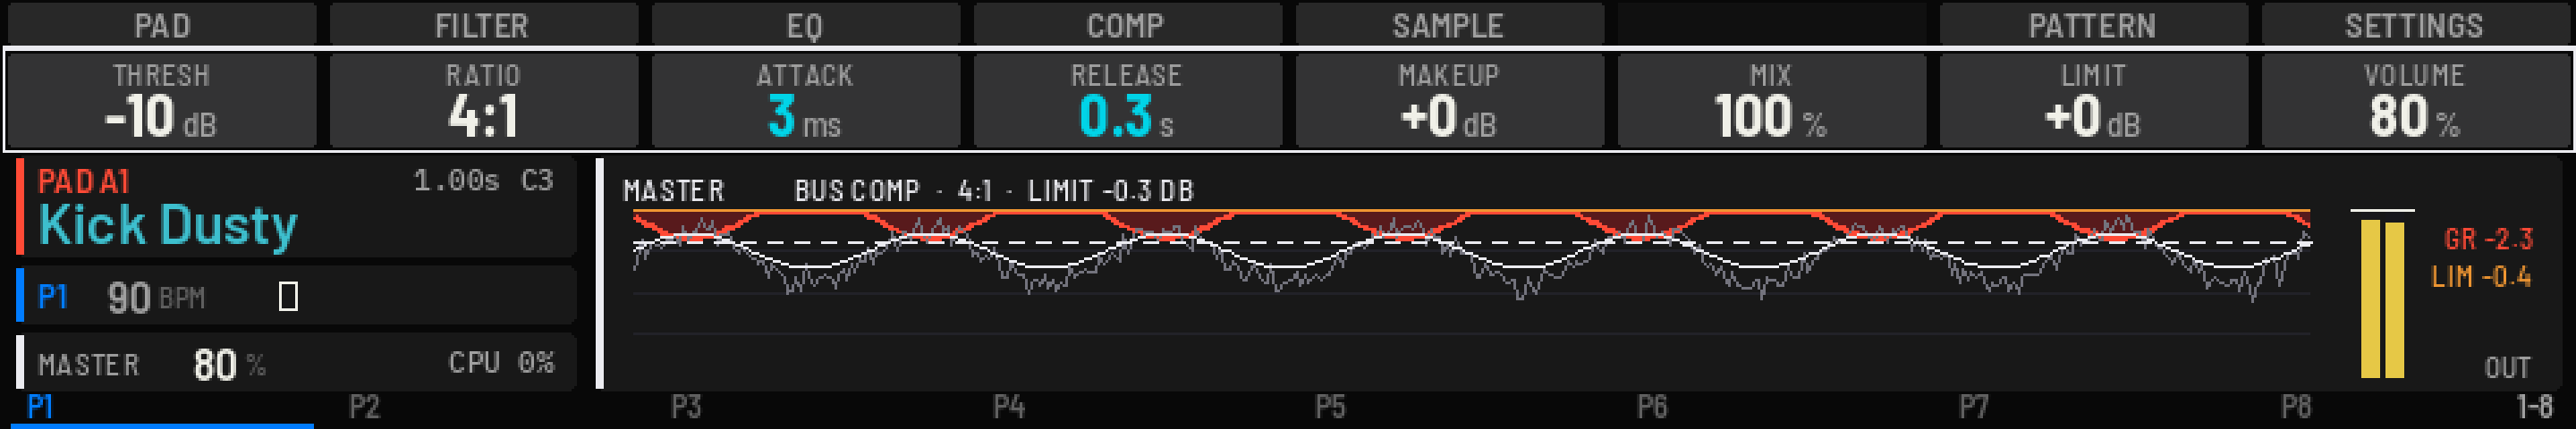 PAD FILTER EQ COMP SAMPLE PATTERN SETTINGS
THRESH RATIO ATTACK RELEASE MAKEUP MIX LIMIT VOLUME
-10 dB 4:1 3 ms 0.3 s +0 dB 100 % +0 dB 80 %
PAD A1 1.00s C3
Kick Dusty
P1 90 BPM
MASTER 80 % CPU 0%
MASTER BUS COMP · 4:1 · LIMIT -0.3 DB
GR -2.3
LIM -0.4
OUT
P1 P2 P3 P4 P5 P6 P7 P8 1-8